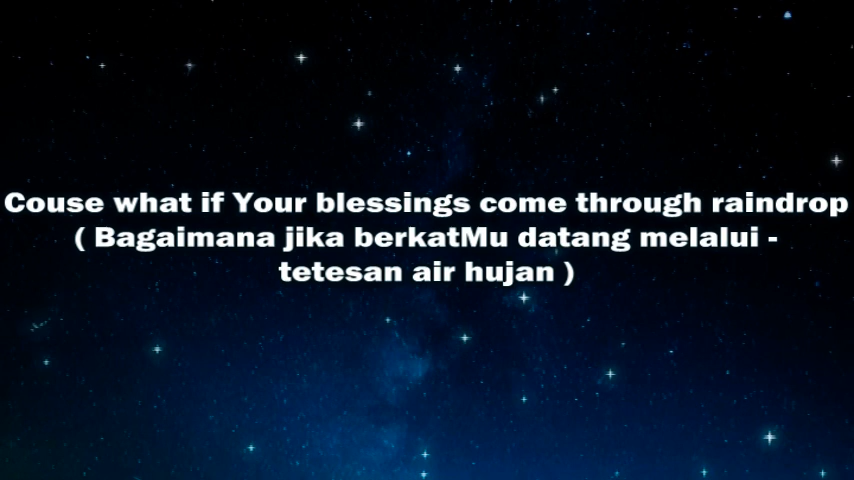 Couse what if Your blessings come through raindrop
( Bagaimana jika berkatMu datang melalui -
tetesan air hujan )